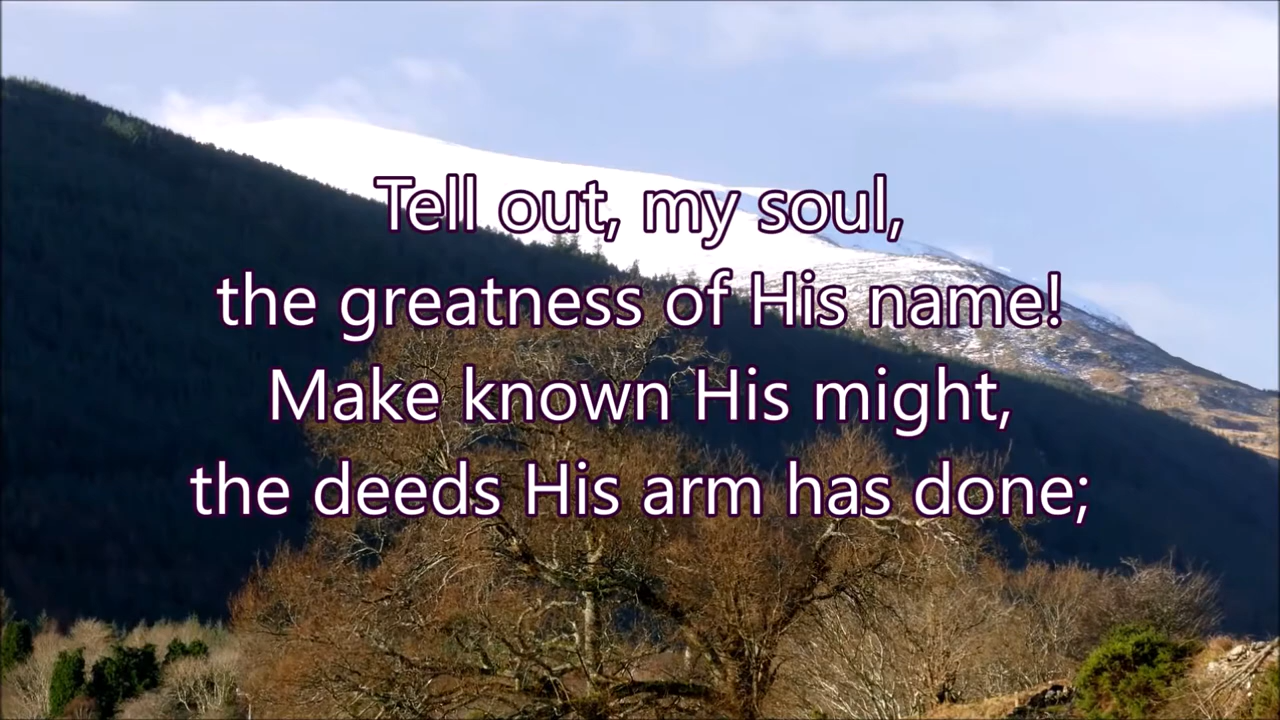 Tell out, my soul,
the greatness of His name!
Make known His might,
the deeds His arm has done;